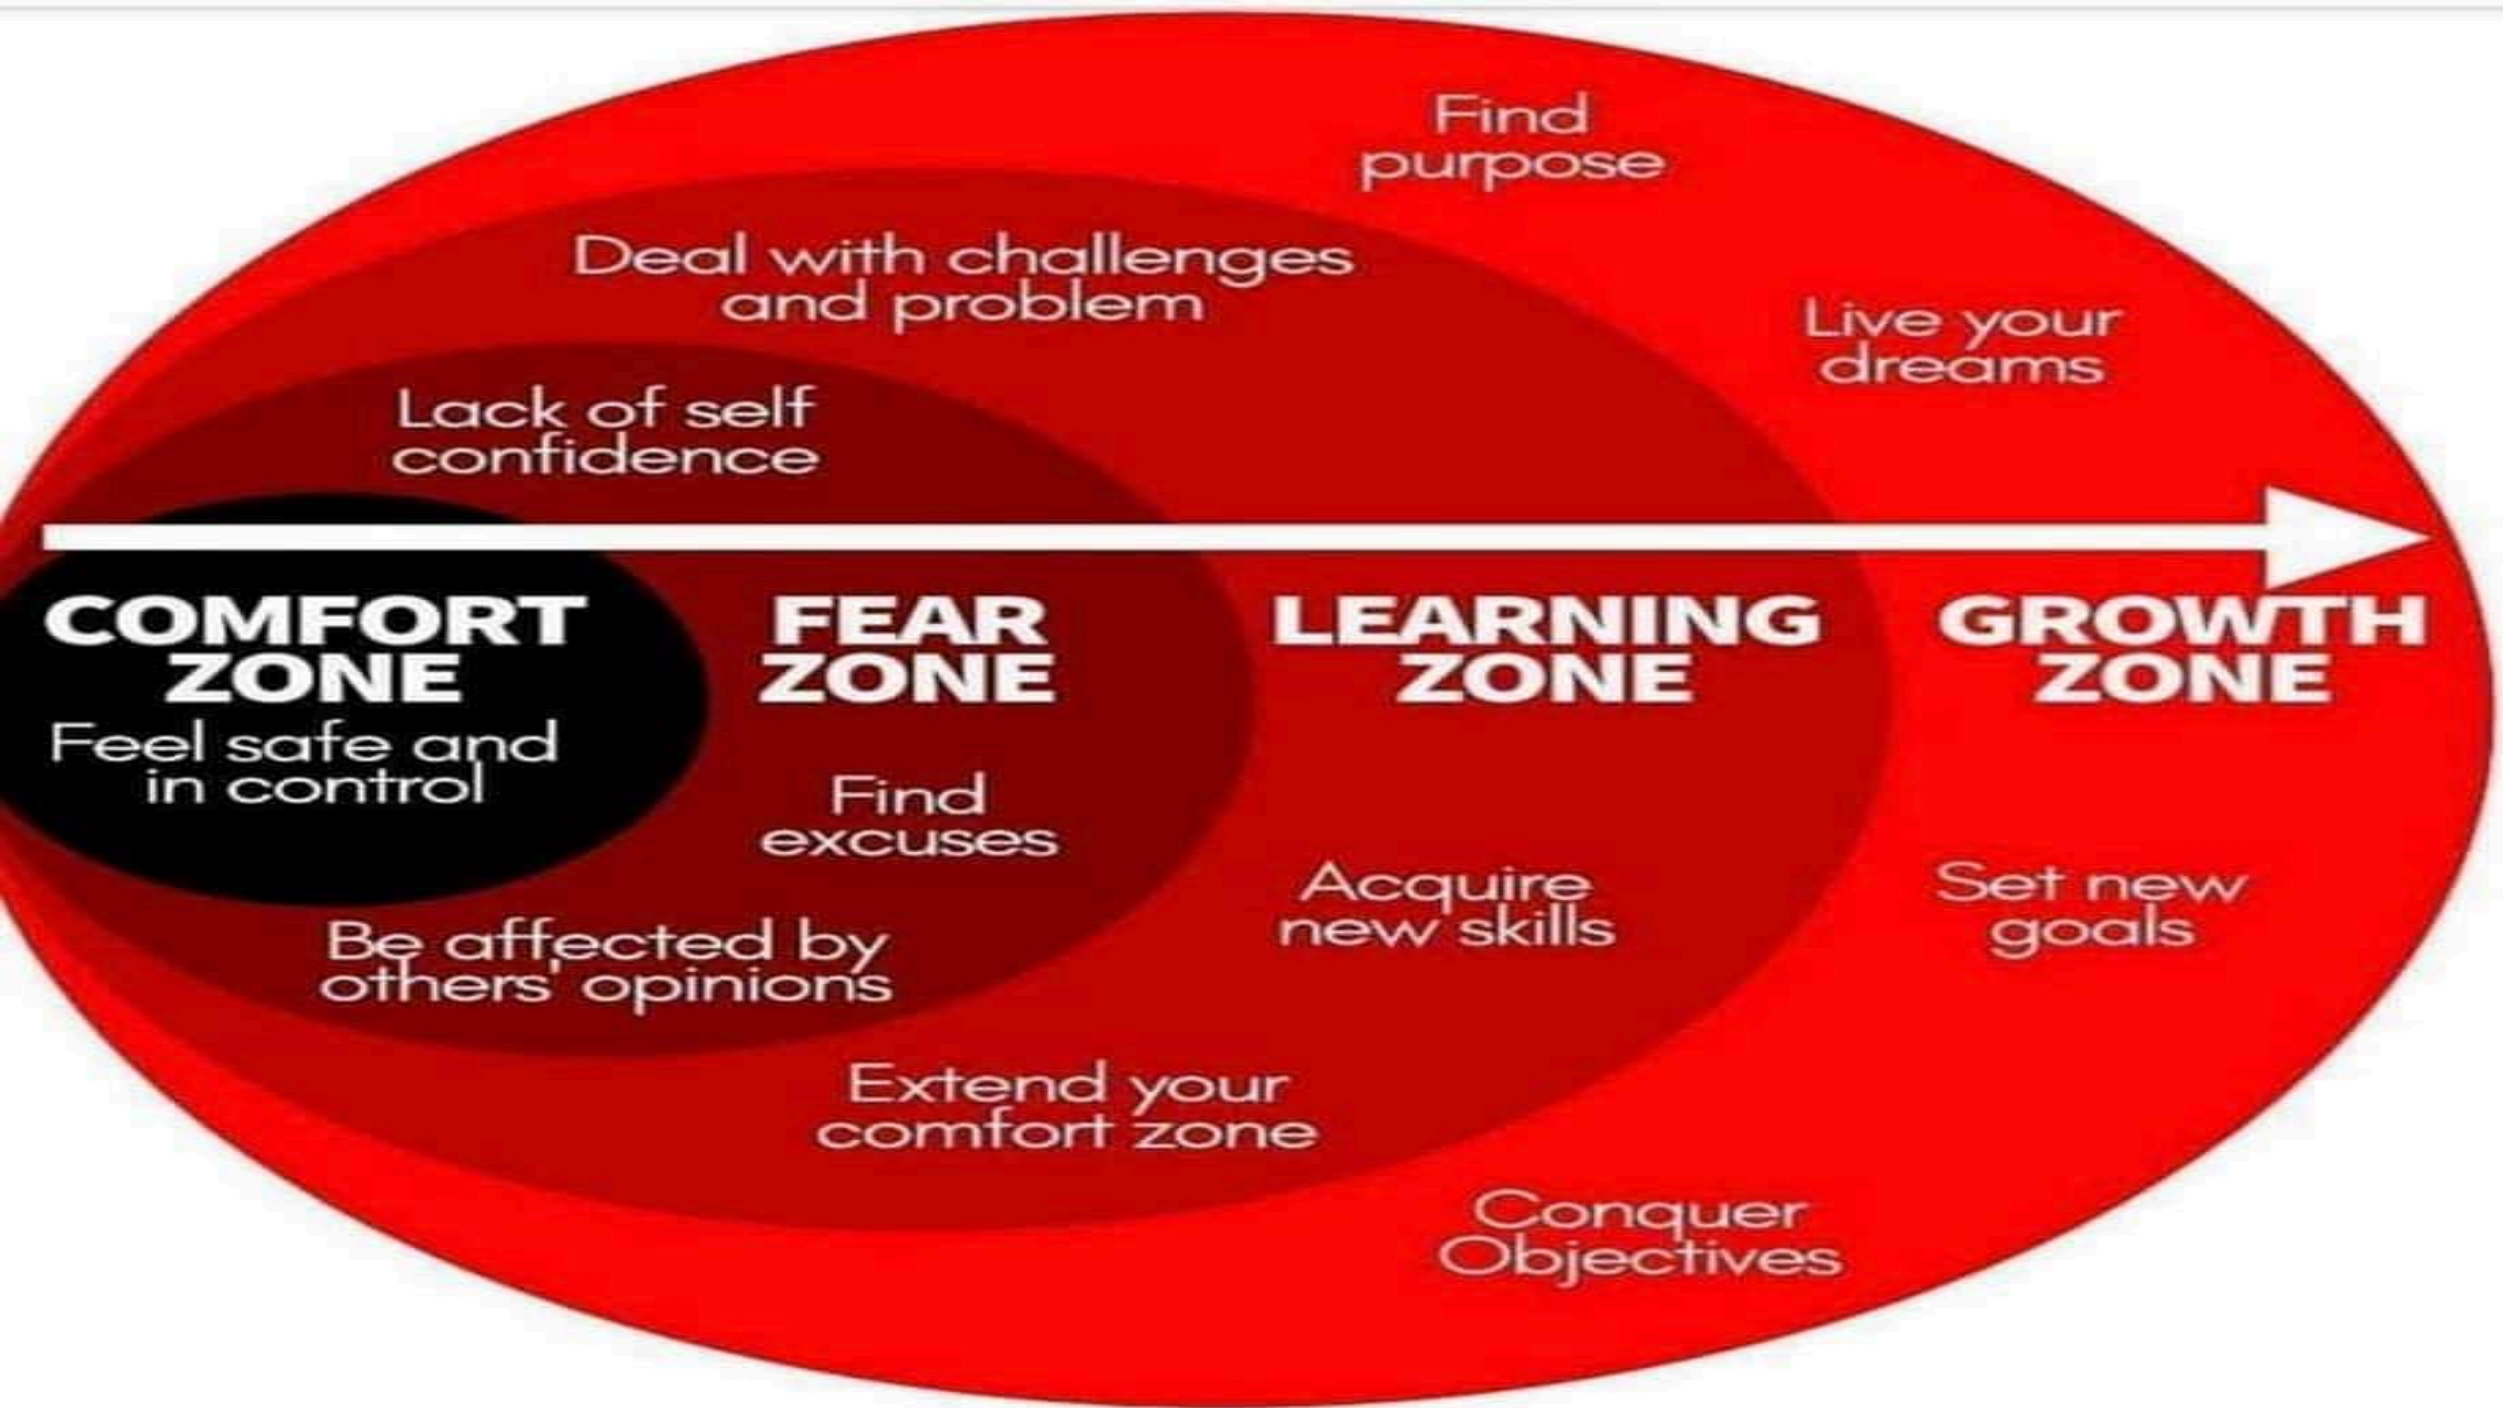 Find
purpose
Deal with challenges
and problem
Live your
dreams
Lack of self
confidence
COMFORT
ZONE
Feel safe and
in control
FEAR
ZONE
LEARNING
ZONE
GROWTH
ZONE
Find
excuses
Acquire
new skills
Set new
goals
Be affected by
others' opinions
Extend your
comfort zone
Conquer
Objectives